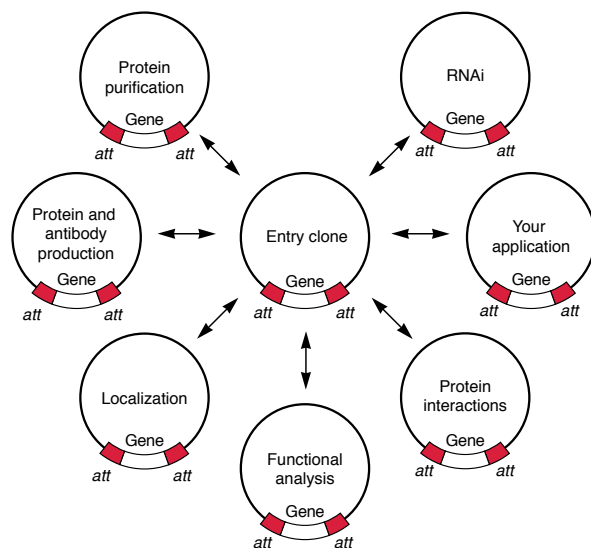 Protein
purification
Gene
att att
RNAi
Gene
att att
Protein and
antibody
production
Gene
att att
Entry clone
Gene
att att
Your
application
Gene
att att
Localization
Gene
att att
Functional
analysis
Gene
att att
Protein
interactions
Gene
att att